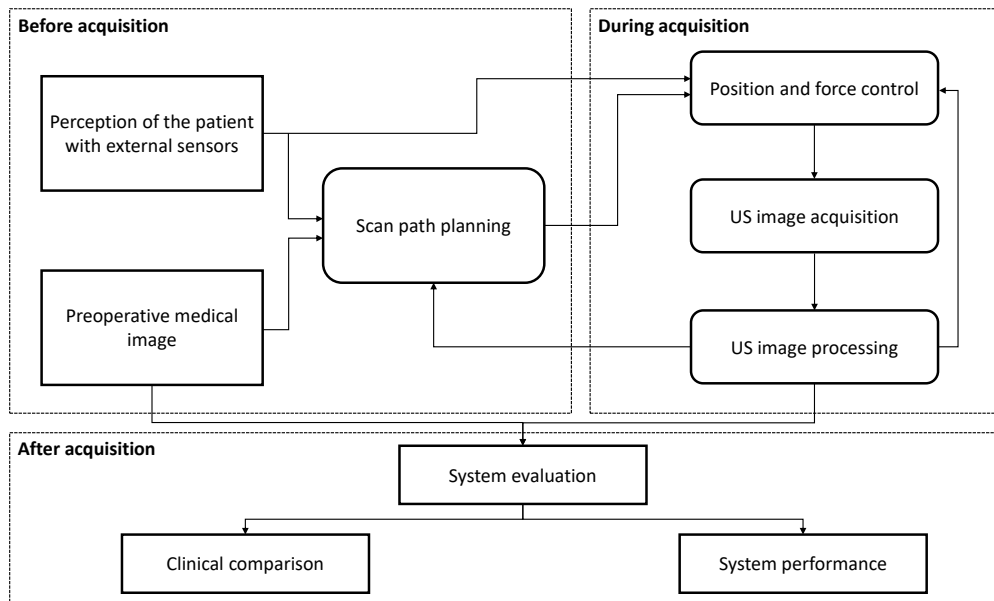 Before acquisition
Perception of the patient
with external sensors
Scan path planning
Preoperative medical
image
During acquisition
Position and force control
US image acquisition
US image processing
After acquisition
System evaluation
Clinical comparison
System performance